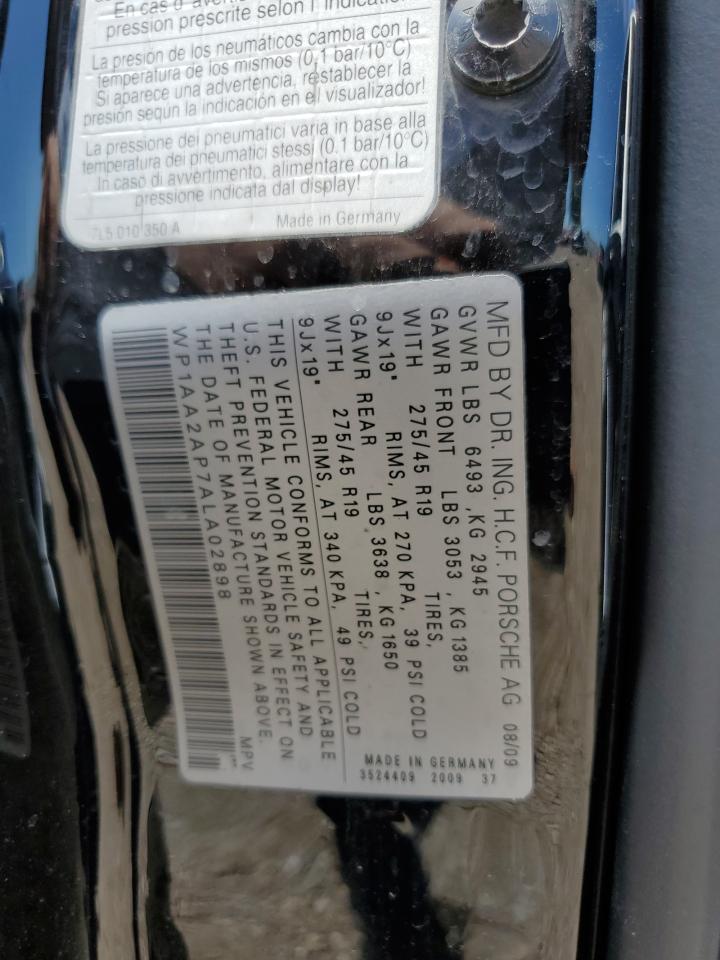 En cas d'
pression prescrite selon l'indication
La presión de los neumáticos cambia con la
temperatura de los mismos (0,1 bar/10°C)
Si aparece una advertencia, restablecer la
presión sequn la indicación en el visualizador!
La pressione dei pneumatici varia in base alla
temperatura dei pneumatici stessi (0.1 bar/10°C)
In caso di avvertimento, alimentare con la
pressione indicata dal display!
7L5 010 350 A Made in Germany
MFD BY DR. ING. H.C.F. PORSCHE AG 08/09
GVWR LBS 6493 ,KG 2945
GAWR FRONT LBS 3053 , KG 1385
WITH 275/45 R19 TIRES,
9Jx19" RIMS, AT 270 KPA, 39 PSI COLD
GAWR REAR LBS 3638 , KG 1650
WITH 275/45 R19 TIRES,
9Jx19" RIMS, AT 340 KPA, 49 PSI COLD
THIS VEHICLE CONFORMS TO ALL APPLICABLE
U.S. FEDERAL MOTOR VEHICLE SAFETY AND
THEFT PREVENTION STANDARDS IN EFFECT ON
THE DATE OF MANUFACTURE SHOWN ABOVE.
WP1AA2AP7ALA02898 MPV
MADE IN GERMANY
3524409 2009 37